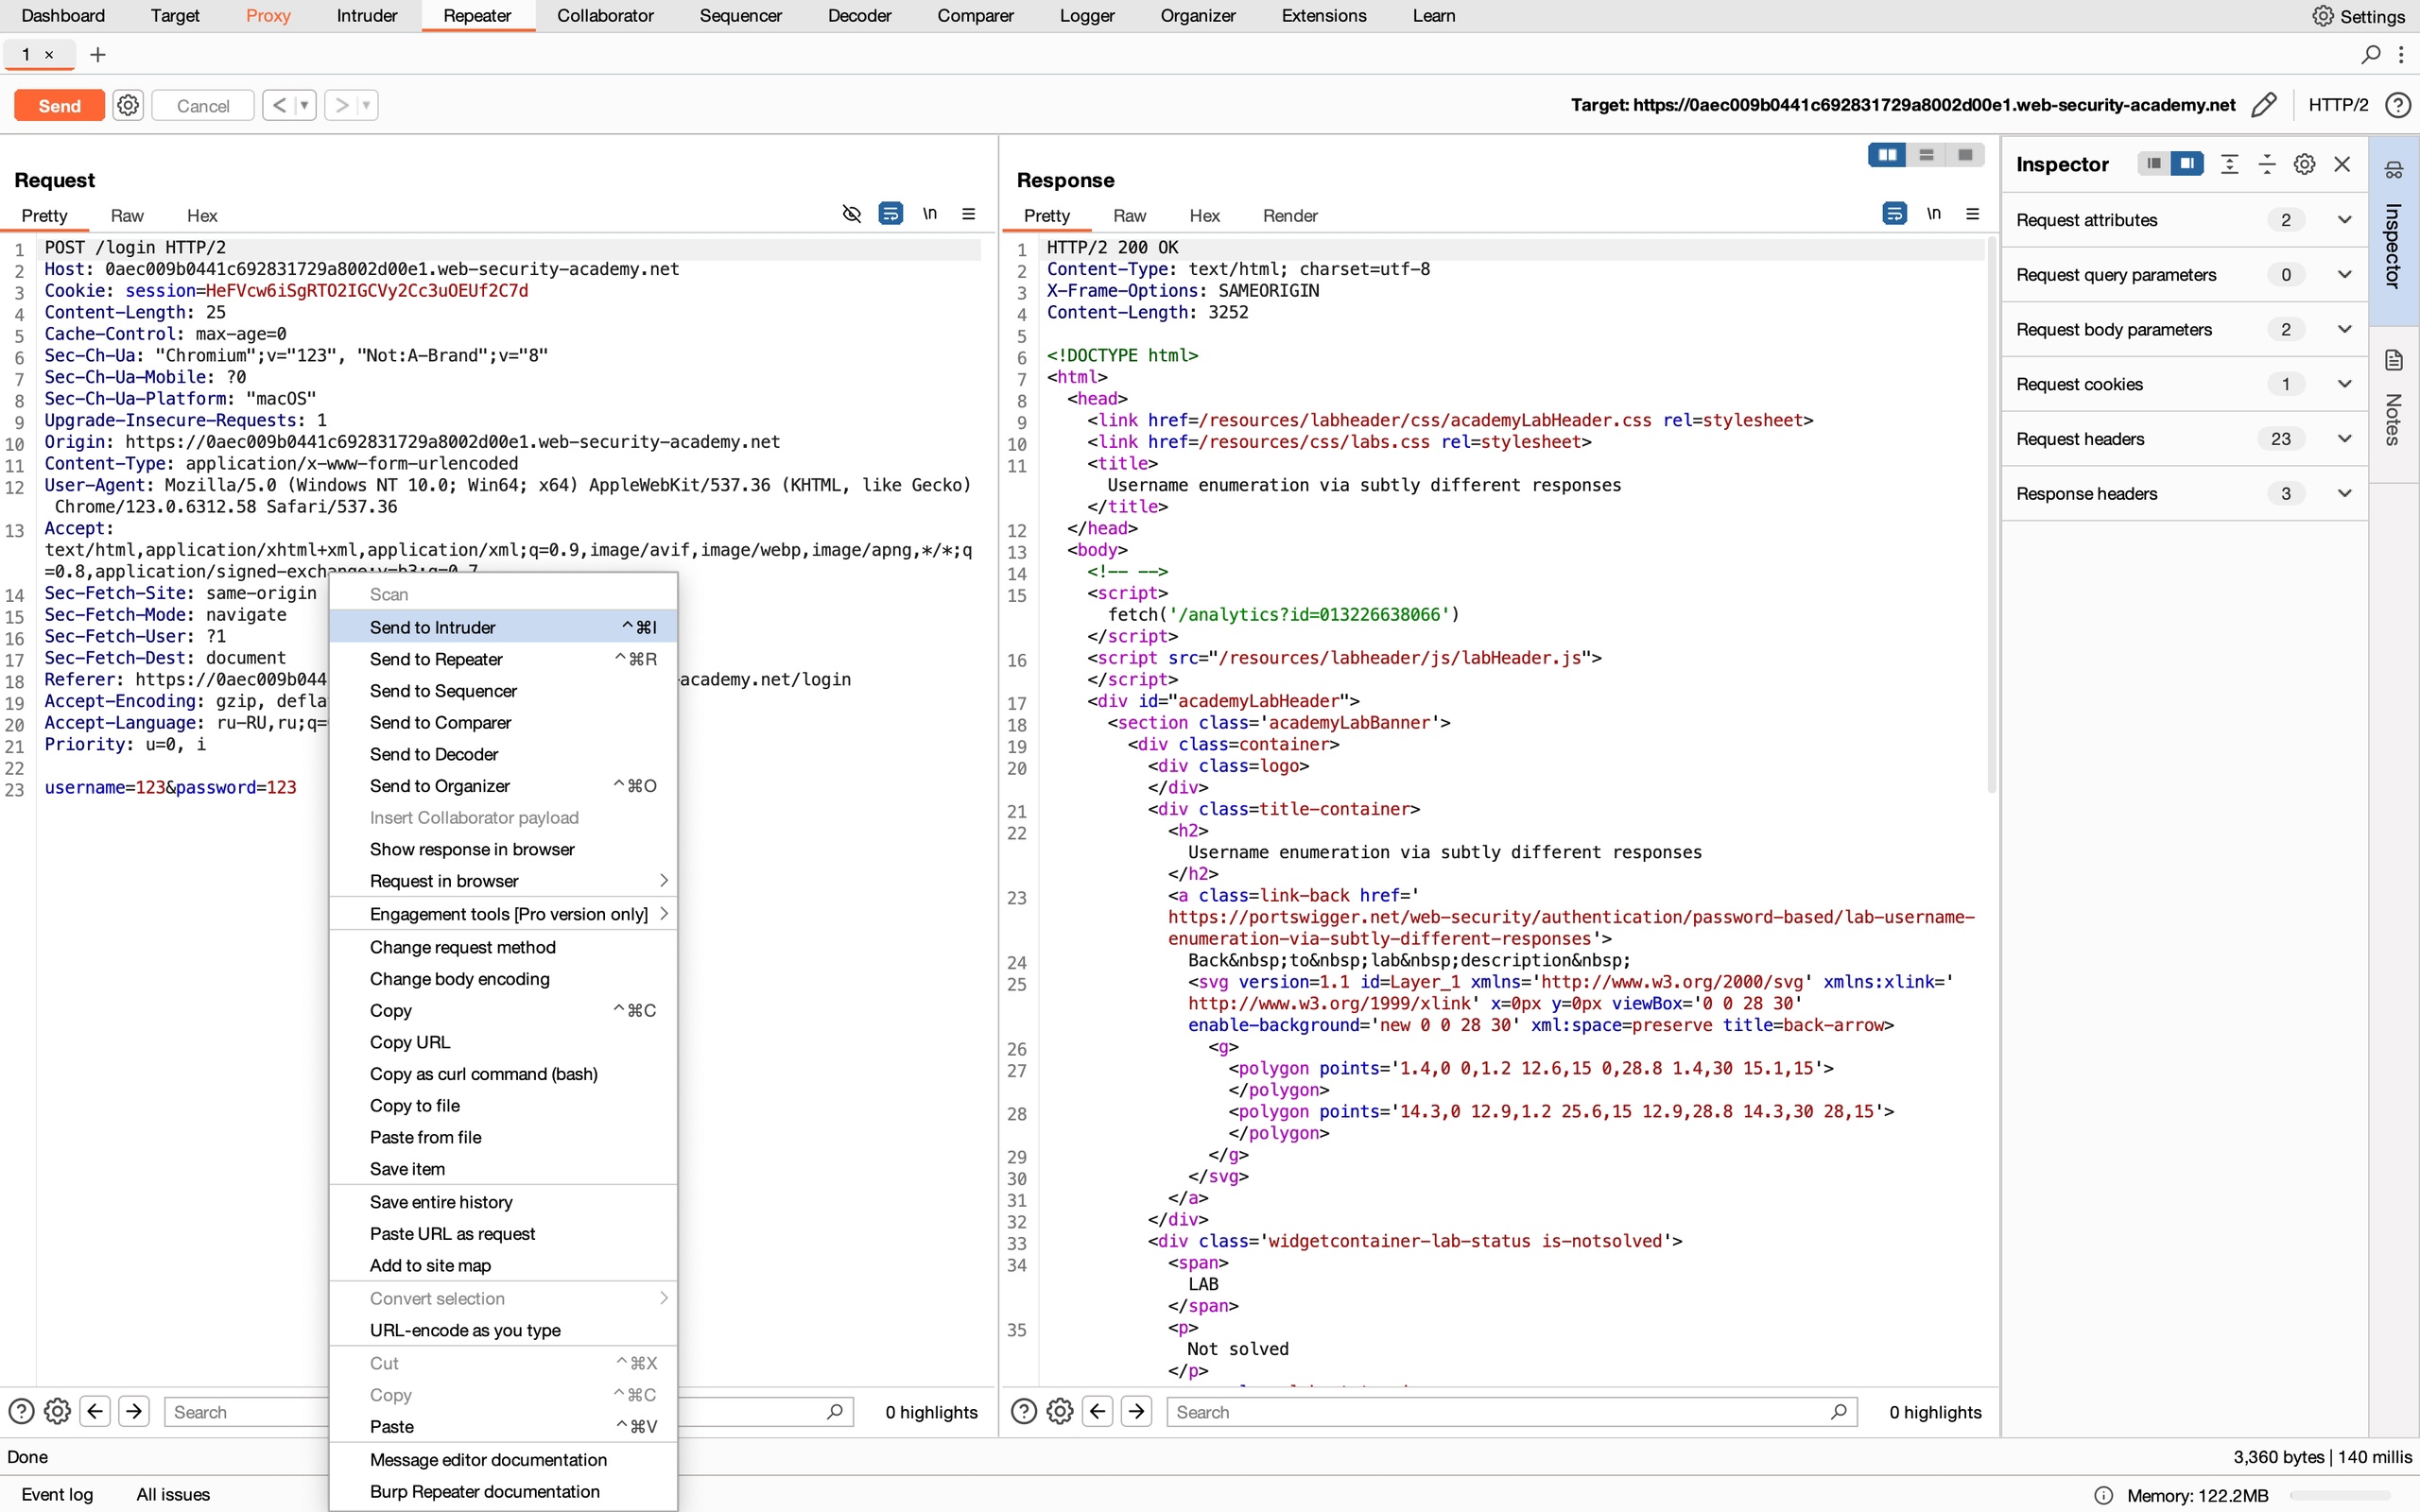 Dashboard Target Proxy Intruder Repeater Collaborator Sequencer Decoder Comparer Logger Organizer Extensions Learn Settings
1 × +
Send Cancel < > Target: https://0aec009b0441c692831729a8002d00e1.web-security-academy.net HTTP/2
Request
Pretty Raw Hex \n
1 POST /login HTTP/2
2 Host: 0aec009b0441c692831729a8002d00e1.web-security-academy.net
3 Cookie: session=HeFVcw6iSgRTO2IGCVy2Cc3uOEUf2C7d
4 Content-Length: 25
5 Cache-Control: max-age=0
6 Sec-Ch-Ua: "Chromium";v="123", "Not:A-Brand";v="8"
7 Sec-Ch-Ua-Mobile: ?0
8 Sec-Ch-Ua-Platform: "macOS"
9 Upgrade-Insecure-Requests: 1
10 Origin: https://0aec009b0441c692831729a8002d00e1.web-security-academy.net
11 Content-Type: application/x-www-form-urlencoded
12 User-Agent: Mozilla/5.0 (Windows NT 10.0; Win64; x64) AppleWebKit/537.36 (KHTML, like Gecko)
Chrome/123.0.6312.58 Safari/537.36
13 Accept:
text/html,application/xhtml+xml,application/xml;q=0.9,image/avif,image/webp,image/apng,*/*;q
=0.8,application/signed-exchange;v=b3;q=0.7
14 Sec-Fetch-Site: same-origin
15 Sec-Fetch-Mode: navigate
16 Sec-Fetch-User: ?1
17 Sec-Fetch-Dest: document
18 Referer: https://0aec009b044 academy.net/login
19 Accept-Encoding: gzip, defla
20 Accept-Language: ru-RU,ru;q=
21 Priority: u=0, i
22
23 username=123&password=123
Scan
Send to Intruder ^⌘I
Send to Repeater ^⌘R
Send to Sequencer
Send to Comparer
Send to Decoder
Send to Organizer ^⌘O
Insert Collaborator payload
Show response in browser
Request in browser >
Engagement tools [Pro version only] >
Change request method
Change body encoding
Copy ^⌘C
Copy URL
Copy as curl command (bash)
Copy to file
Paste from file
Save item
Save entire history
Paste URL as request
Add to site map
Convert selection >
URL-encode as you type
Cut ^⌘X
Copy ^⌘C
Paste ^⌘V
Message editor documentation
Burp Repeater documentation
Search 0 highlights
Response
Pretty Raw Hex Render \n
1 HTTP/2 200 OK
2 Content-Type: text/html; charset=utf-8
3 X-Frame-Options: SAMEORIGIN
4 Content-Length: 3252
5
6 <!DOCTYPE html>
7 <html>
8 <head>
9 <link href=/resources/labheader/css/academyLabHeader.css rel=stylesheet>
10 <link href=/resources/css/labs.css rel=stylesheet>
11 <title>
Username enumeration via subtly different responses
</title>
12 </head>
13 <body>
14 <!-- -->
15 <script>
fetch('/analytics?id=013226638066')
</script>
16 <script src="/resources/labheader/js/labHeader.js">
</script>
17 <div id="academyLabHeader">
18 <section class='academyLabBanner'>
19 <div class=container>
20 <div class=logo>
</div>
21 <div class=title-container>
22 <h2>
Username enumeration via subtly different responses
</h2>
23 <a class=link-back href='
https://portswigger.net/web-security/authentication/password-based/lab-username-
enumeration-via-subtly-different-responses'>
24 Back&nbsp;to&nbsp;lab&nbsp;description&nbsp;
25 <svg version=1.1 id=Layer_1 xmlns='http://www.w3.org/2000/svg' xmlns:xlink='
http://www.w3.org/1999/xlink' x=0px y=0px viewBox='0 0 28 30'
enable-background='new 0 0 28 30' xml:space=preserve title=back-arrow>
26 <g>
27 <polygon points='1.4,0 0,1.2 12.6,15 0,28.8 1.4,30 15.1,15'>
</polygon>
28 <polygon points='14.3,0 12.9,1.2 25.6,15 12.9,28.8 14.3,30 28,15'>
</polygon>
29 </g>
30 </svg>
31 </a>
32 </div>
33 <div class='widgetcontainer-lab-status is-notsolved'>
34 <span>
LAB
</span>
35 <p>
Not solved
</p>
Search 0 highlights
Inspector
Request attributes 2
Request query parameters 0
Request body parameters 2
Request cookies 1
Request headers 23
Response headers 3
Inspector
Notes
Done 3,360 bytes | 140 millis
Event log All issues Memory: 122.2MB